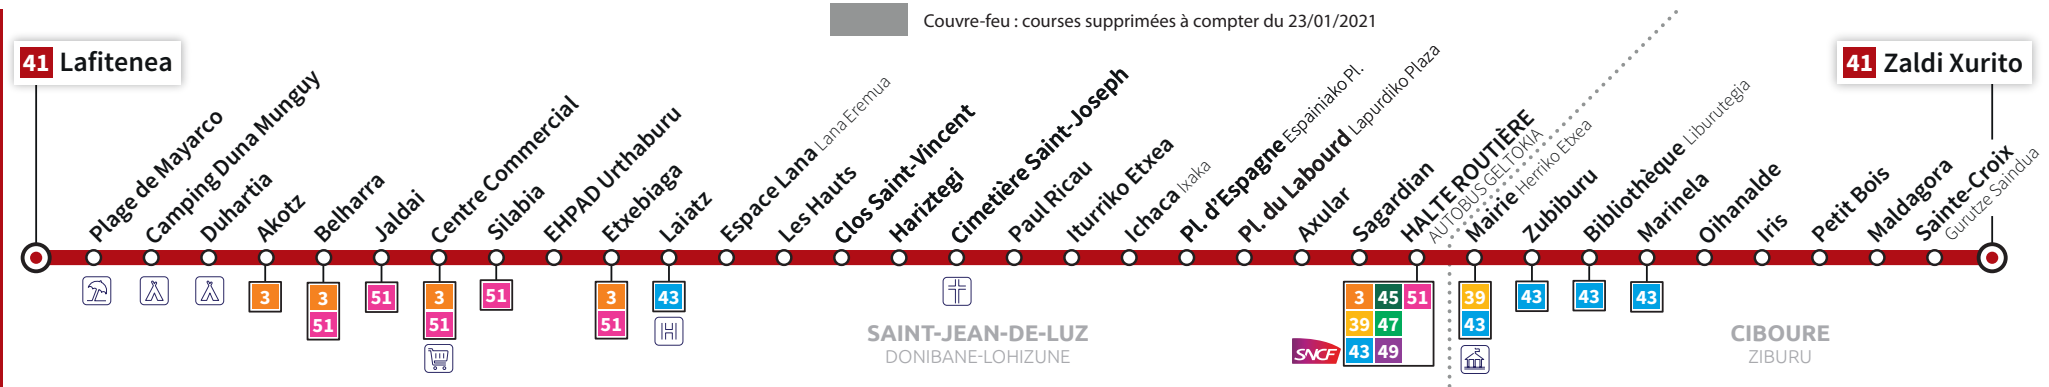 Couvre-feu : courses supprimées à compter du 23/01/2021
41 Lafitenea
41 Zaldi Xurito
Plage de Mayarco
Camping Duna Munguy
Duhartia
Akotz
Belharra
Jaldai
Centre Commercial
Silabia
EHPAD Urthaburu
Etxebiaga
Laiatz
Espace Lana Lana Eremua
Les Hauts
Clos Saint-Vincent
Hariztegi
Cimetière Saint-Joseph
Paul Ricau
Iturriko Etxea
Ichaca Ixaka
Pl. d'Espagne Espainiako Pl.
Pl. du Labourd Lapurdiko Plaza
Axular
Sagardian
HALTE ROUTIÈRE
AUTOBUS GELTOKIA
Mairie Herriko Etxea
Zubiburu
Bibliothèque Liburutegia
Marinela
Oihanalde
Iris
Petit Bois
Maldagora
Sainte-Croix
Gurutze Saindua
3
3
51
51
3
51
51
3
51
43
3 45 51
39 47
SNCF 43 49
39
43
43
43
43
SAINT-JEAN-DE-LUZ
DONIBANE-LOHIZUNE
CIBOURE
ZIBURU